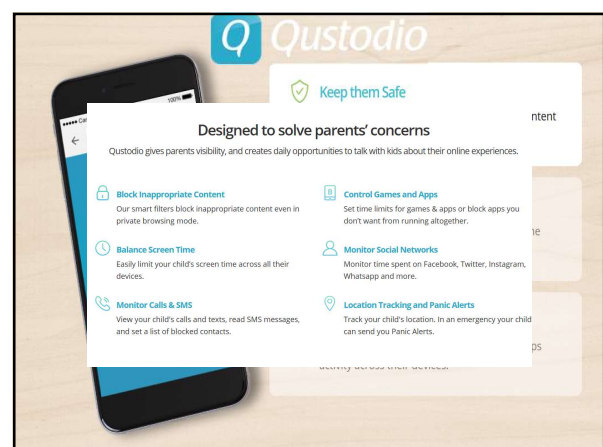 Qustodio
100%
Keep them Safe
ntent
Designed to solve parents' concerns
Qustodio gives parents visibility, and creates daily opportunities to talk with kids about their online experiences.
Block Inappropriate Content
Our smart filters block inappropriate content even in
private browsing mode.
Balance Screen Time
Easily limit your child's screen time across all their
devices.
Monitor Calls & SMS
View your child's calls and texts, read SMS messages,
and set a list of blocked contacts.
Control Games and Apps
Set time limits for games & apps or block apps you
don't want from running altogether.
Monitor Social Networks
Monitor time spent on Facebook, Twitter, Instagram,
Whatsapp and more.
Location Tracking and Panic Alerts
Track your child's location. In an emergency your child
can send you Panic Alerts.
ps
activity across their devices.